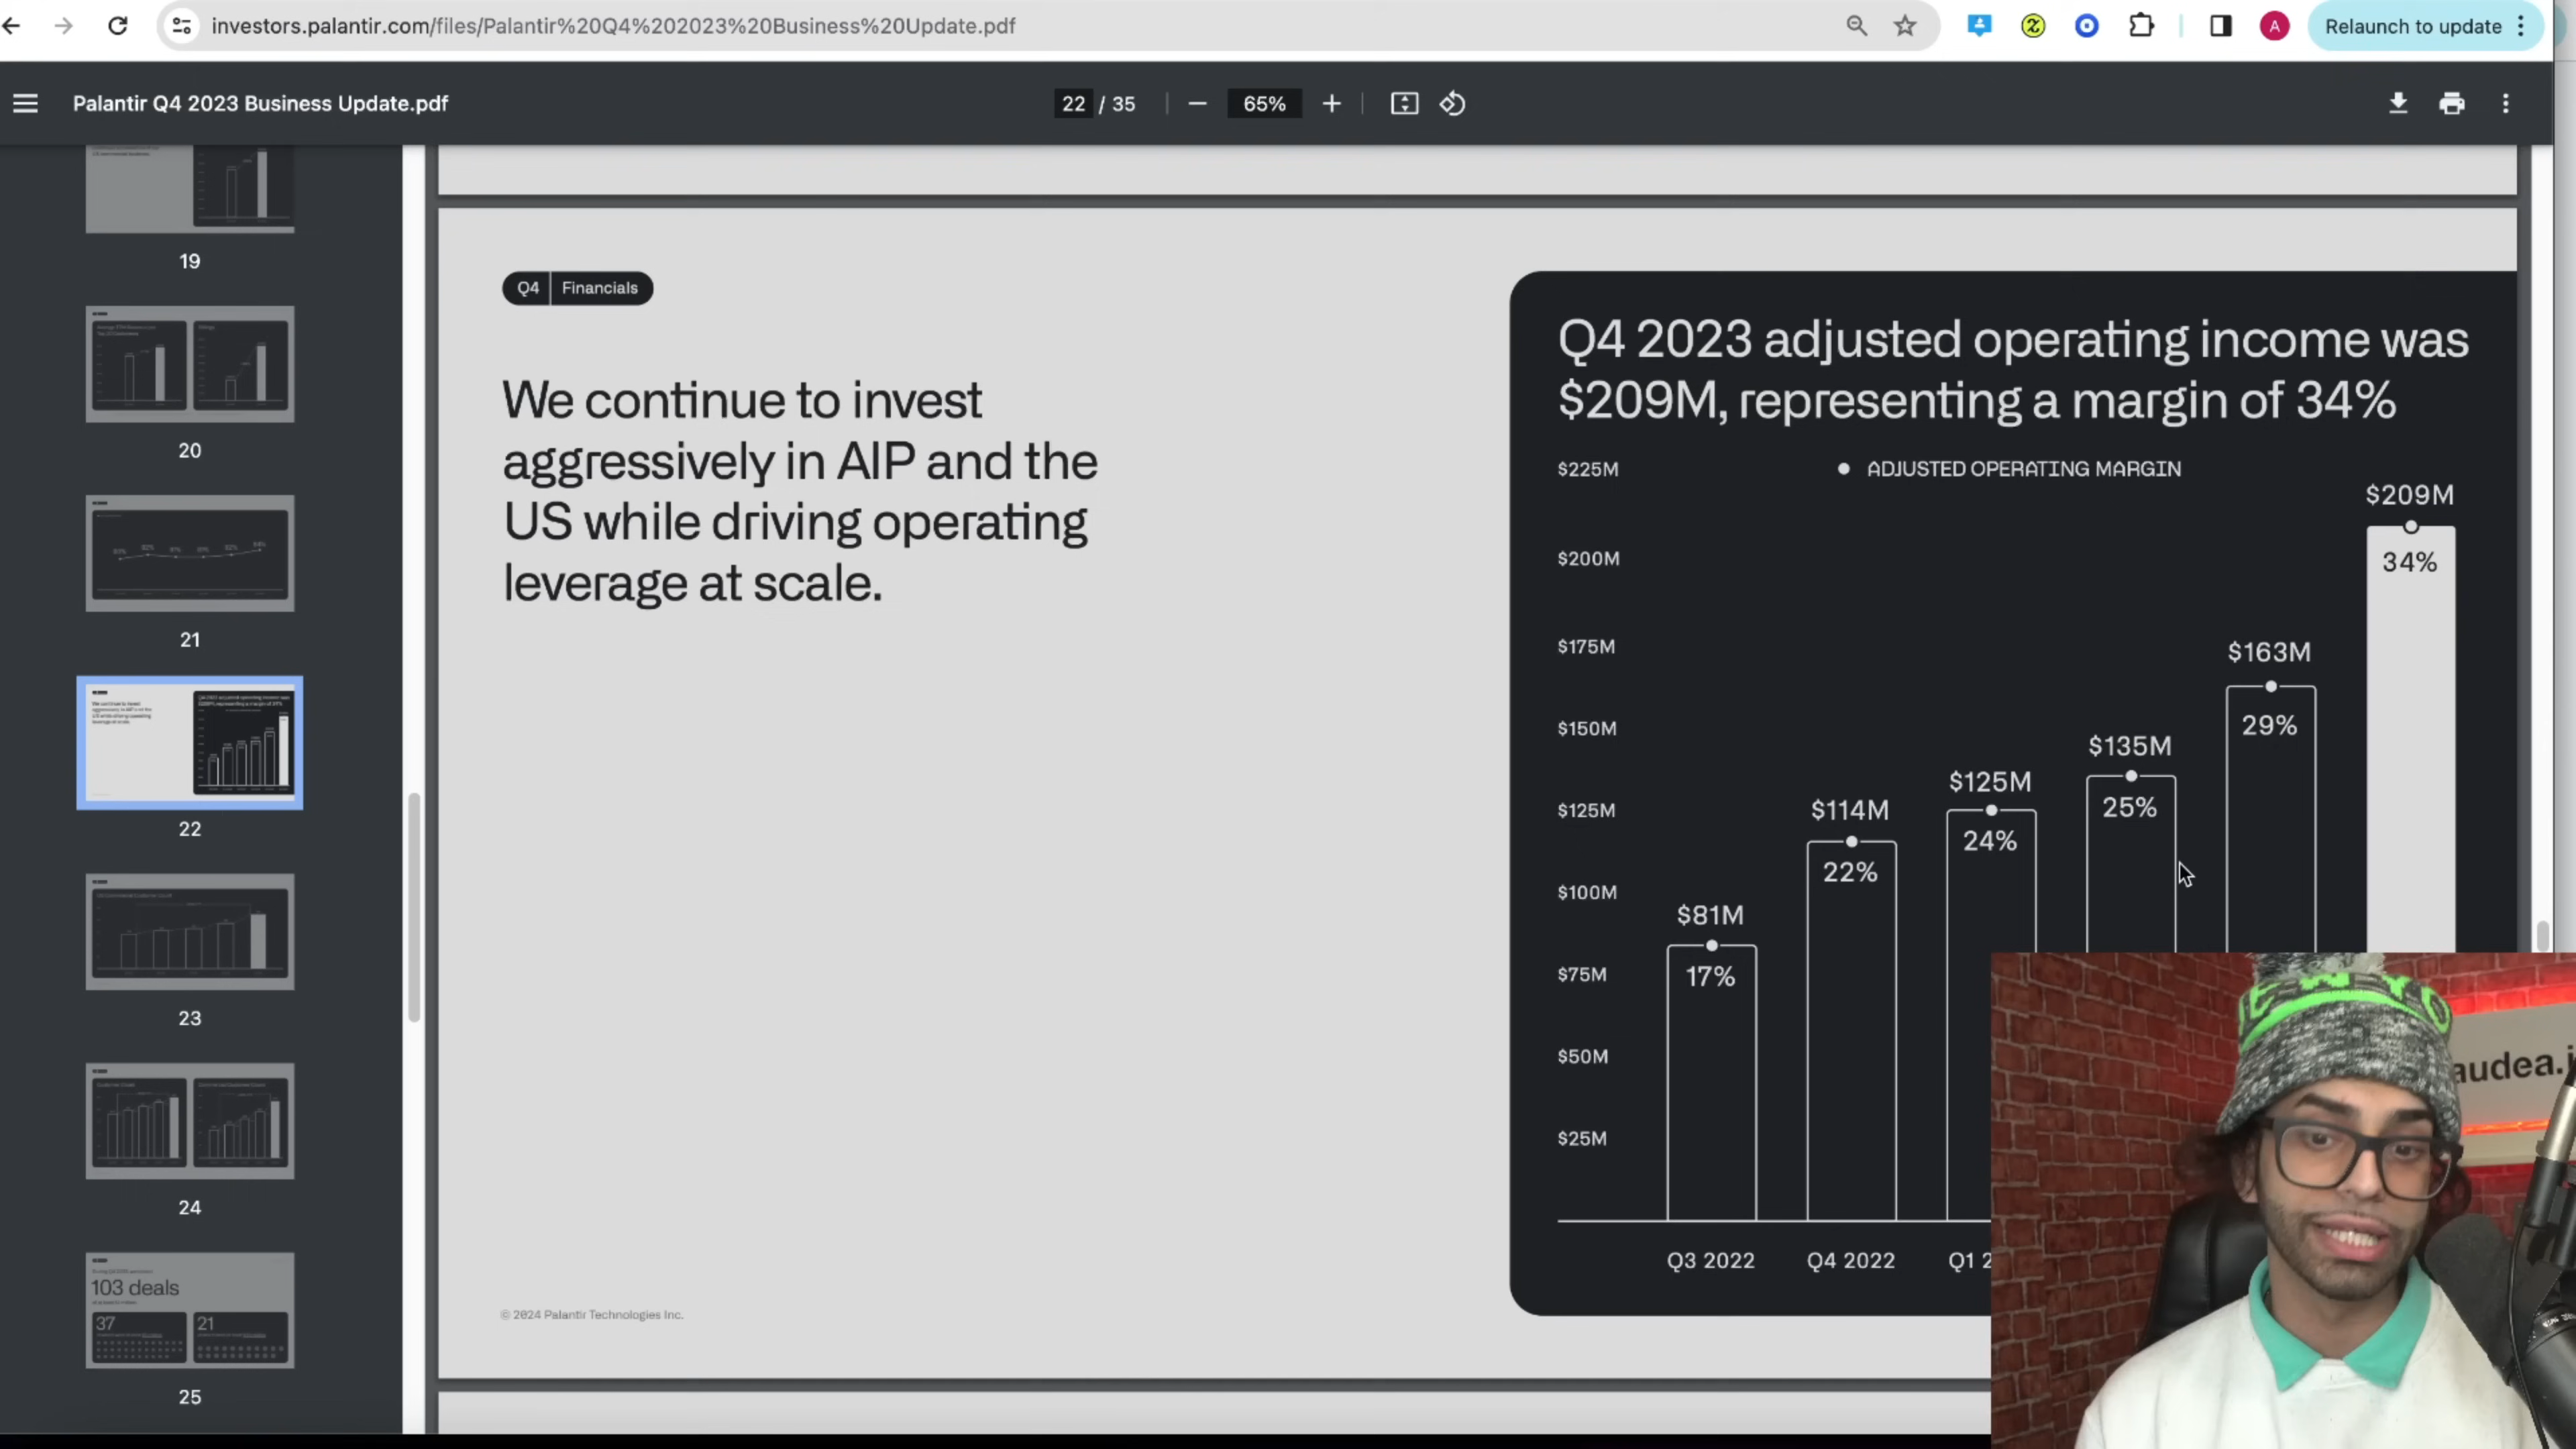 investors.palantir.com/files/Palantir%20Q4%202023%20Business%20Update.pdf
A
Relaunch to update
Palantir Q4 2023 Business Update.pdf
22 / 35
65%
19
20
21
22
23
24
103 deals
37
21
25
Q4 Financials
We continue to invest
aggressively in AIP and the
US while driving operating
leverage at scale.
© 2024 Palantir Technologies Inc.
Q4 2023 adjusted operating income was
$209M, representing a margin of 34%
ADJUSTED OPERATING MARGIN
$225M
$200M
$175M
$150M
$125M
$100M
$75M
$50M
$25M
$81M
17%
$114M
22%
$125M
24%
$135M
25%
$163M
29%
$209M
34%
Q3 2022
Q4 2022
Q1 2
EW YO
audea.i